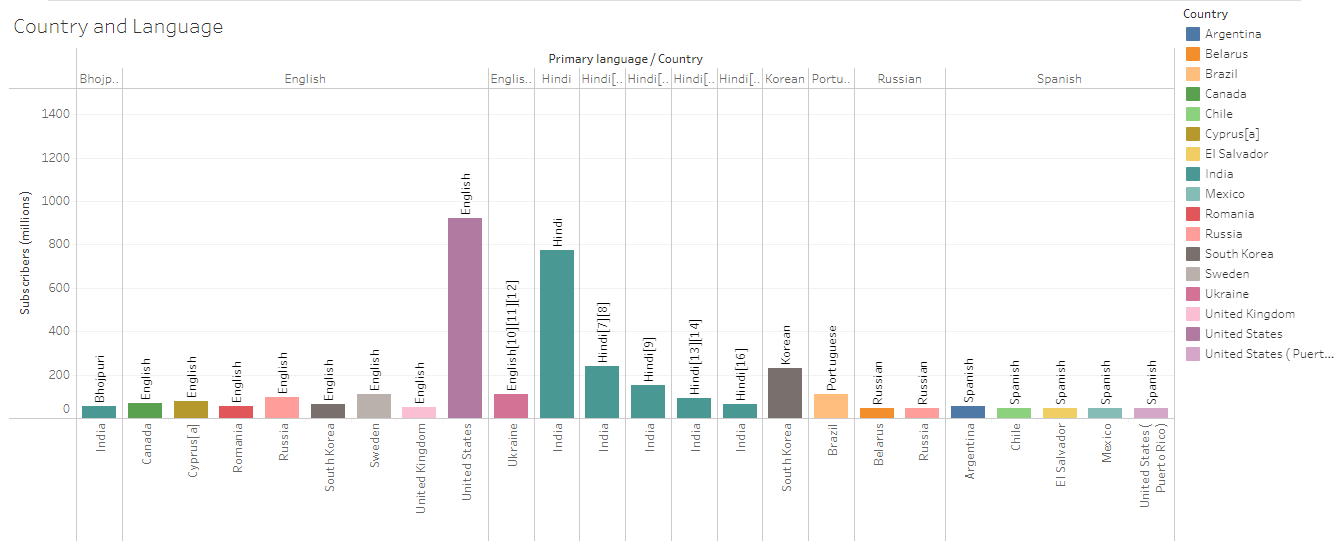 Country and Language
Primary language / Country
Bhojp.. English Englis.. Hindi Hindi[.. Hindi[.. Hindi[.. Hindi[.. Korean Portu.. Russian Spanish
Subscribers (millions)
1400
1200
1000
800
600
400
200
0
Bhojpuri
English
English
English
English
English
English
English
English
English[10][11][12]
Hindi
Hindi[7][8]
Hindi[9]
Hindi[13][14]
Hindi[16]
Korean
Portuguese
Russian
Russian
Spanish
Spanish
Spanish
Spanish
Spanish
India
Canada
Cyprus[a]
Romania
Russia
South Korea
Sweden
United Kingdom
United States
Ukraine
India
India
India
India
India
South Korea
Brazil
Belarus
Russia
Argentina
Chile
El Salvador
Mexico
United States (
Puerto Rico)
Country
Argentina
Belarus
Brazil
Canada
Chile
Cyprus[a]
El Salvador
India
Mexico
Romania
Russia
South Korea
Sweden
Ukraine
United Kingdom
United States
United States ( Puert...